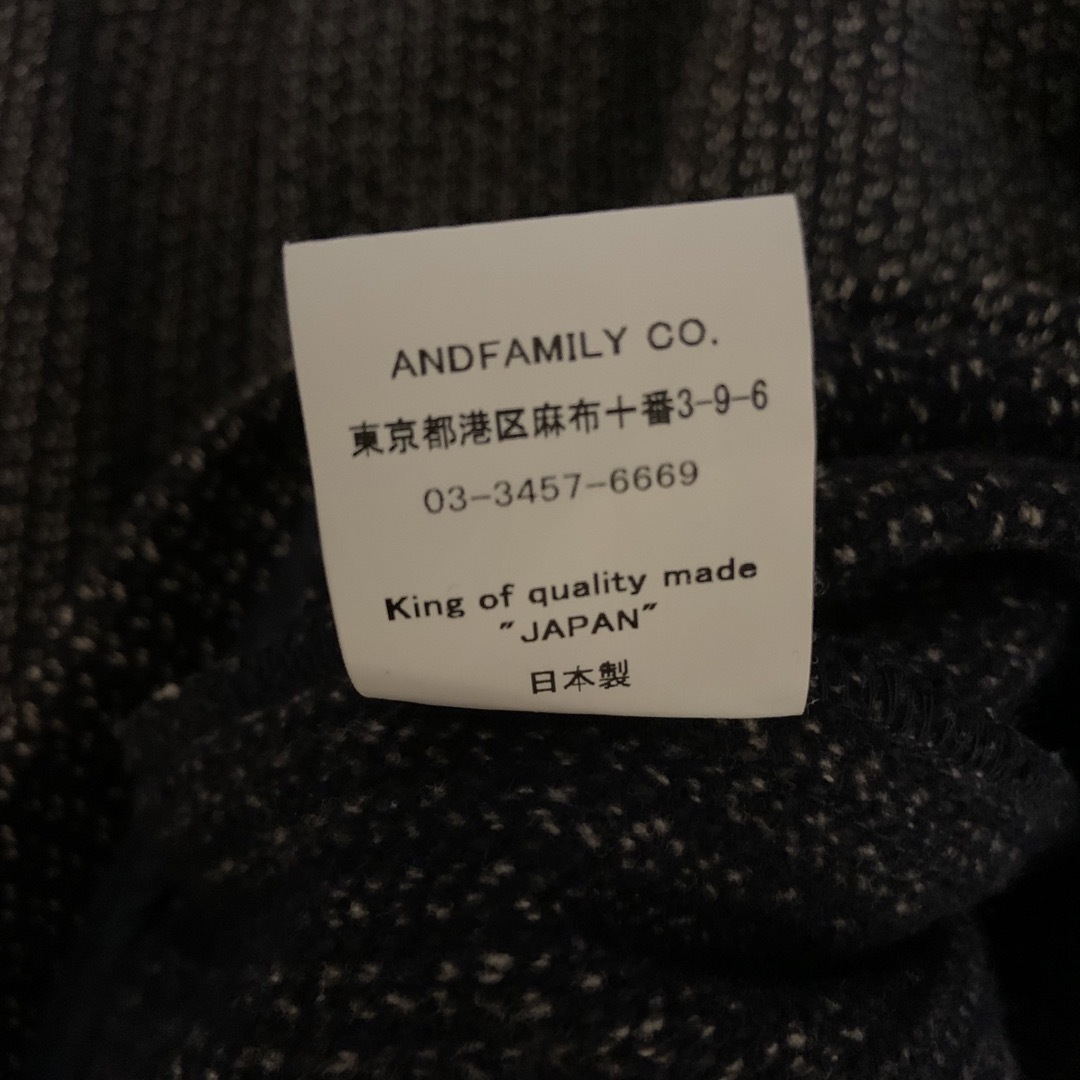 ANDFAMILY CO.
東京都港区麻布十番3-9-6
03-3457-6669
King of quality made
"JAPAN"
日本製